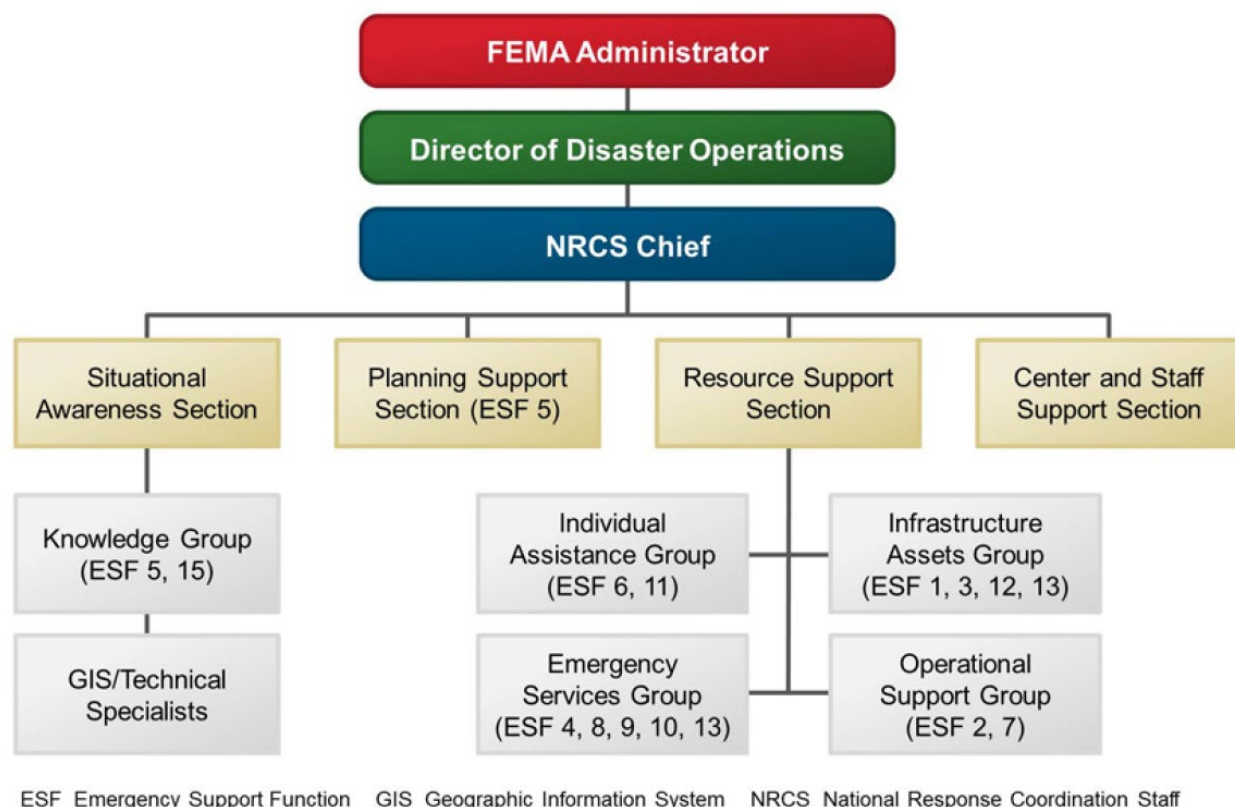 FEMA Administrator
Director of Disaster Operations
NRCS Chief
Situational
Awareness Section
Planning Support
Section (ESF 5)
Resource Support
Section
Center and Staff
Support Section
Knowledge Group
(ESF 5, 15)
Individual
Assistance Group
(ESF 6, 11)
Infrastructure
Assets Group
(ESF 1, 3, 12, 13)
GIS/Technical
Specialists
Emergency
Services Group
(ESF 4, 8, 9, 10, 13)
Operational
Support Group
(ESF 2, 7)
ESF Emergency Support Function GIS Geographic Information System NRCS National Response Coordination Staff